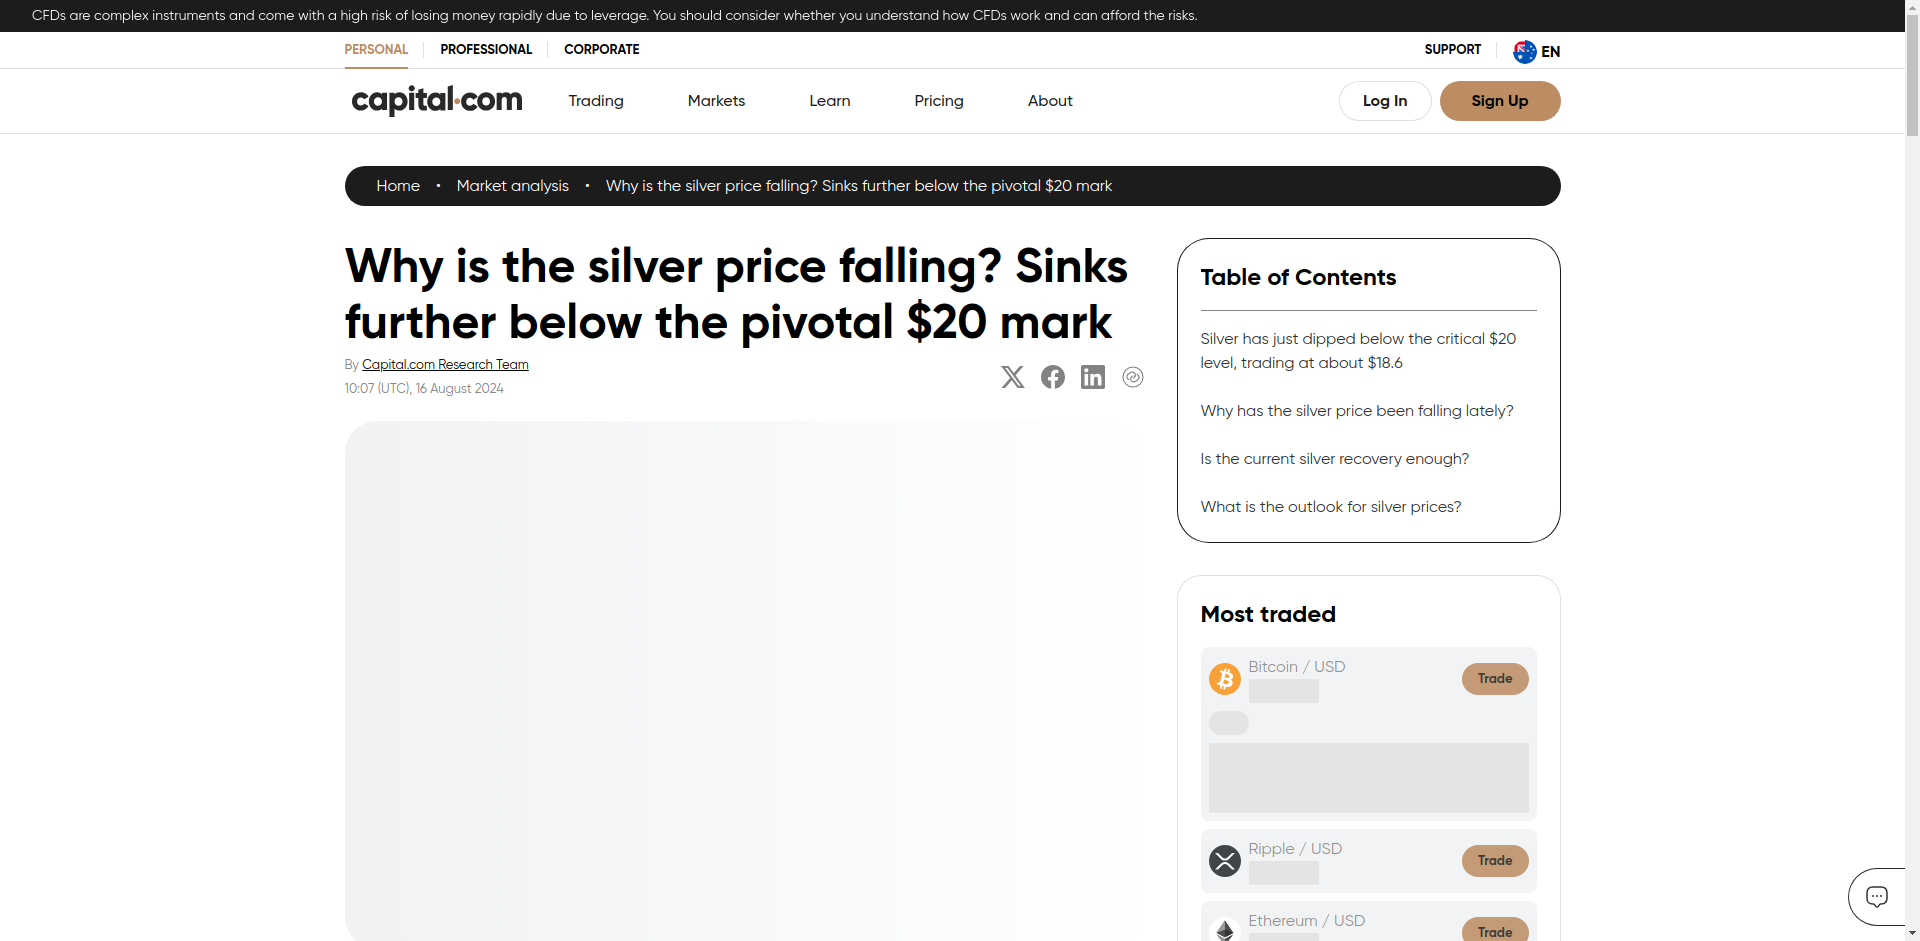 CFDs are complex instruments and come with a high risk of losing money rapidly due to leverage. You should consider whether you understand how CFDs work and can afford the risks.
PERSONAL PROFESSIONAL CORPORATE SUPPORT EN
capital.com Trading Markets Learn Pricing About Log In Sign Up
Home • Market analysis • Why is the silver price falling? Sinks further below the pivotal $20 mark
Why is the silver price falling? Sinks
further below the pivotal $20 mark
By Capital.com Research Team
10:07 (UTC), 16 August 2024
Table of Contents
Silver has just dipped below the critical $20
level, trading at about $18.6
Why has the silver price been falling lately?
Is the current silver recovery enough?
What is the outlook for silver prices?
Most traded
Bitcoin / USD
Trade
Ripple / USD
Trade
Ethereum / USD
Trade